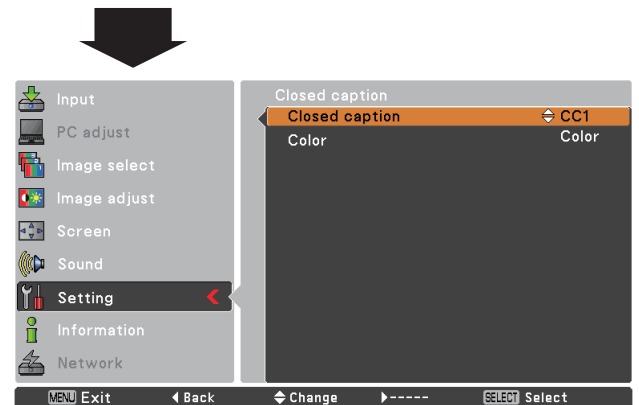 Input
PC adjust
Image select
Image adjust
Screen
Sound
Setting
Information
Network
Closed caption
Closed caption CC1
Color Color
MENU Exit Back Change ----- SELECT Select